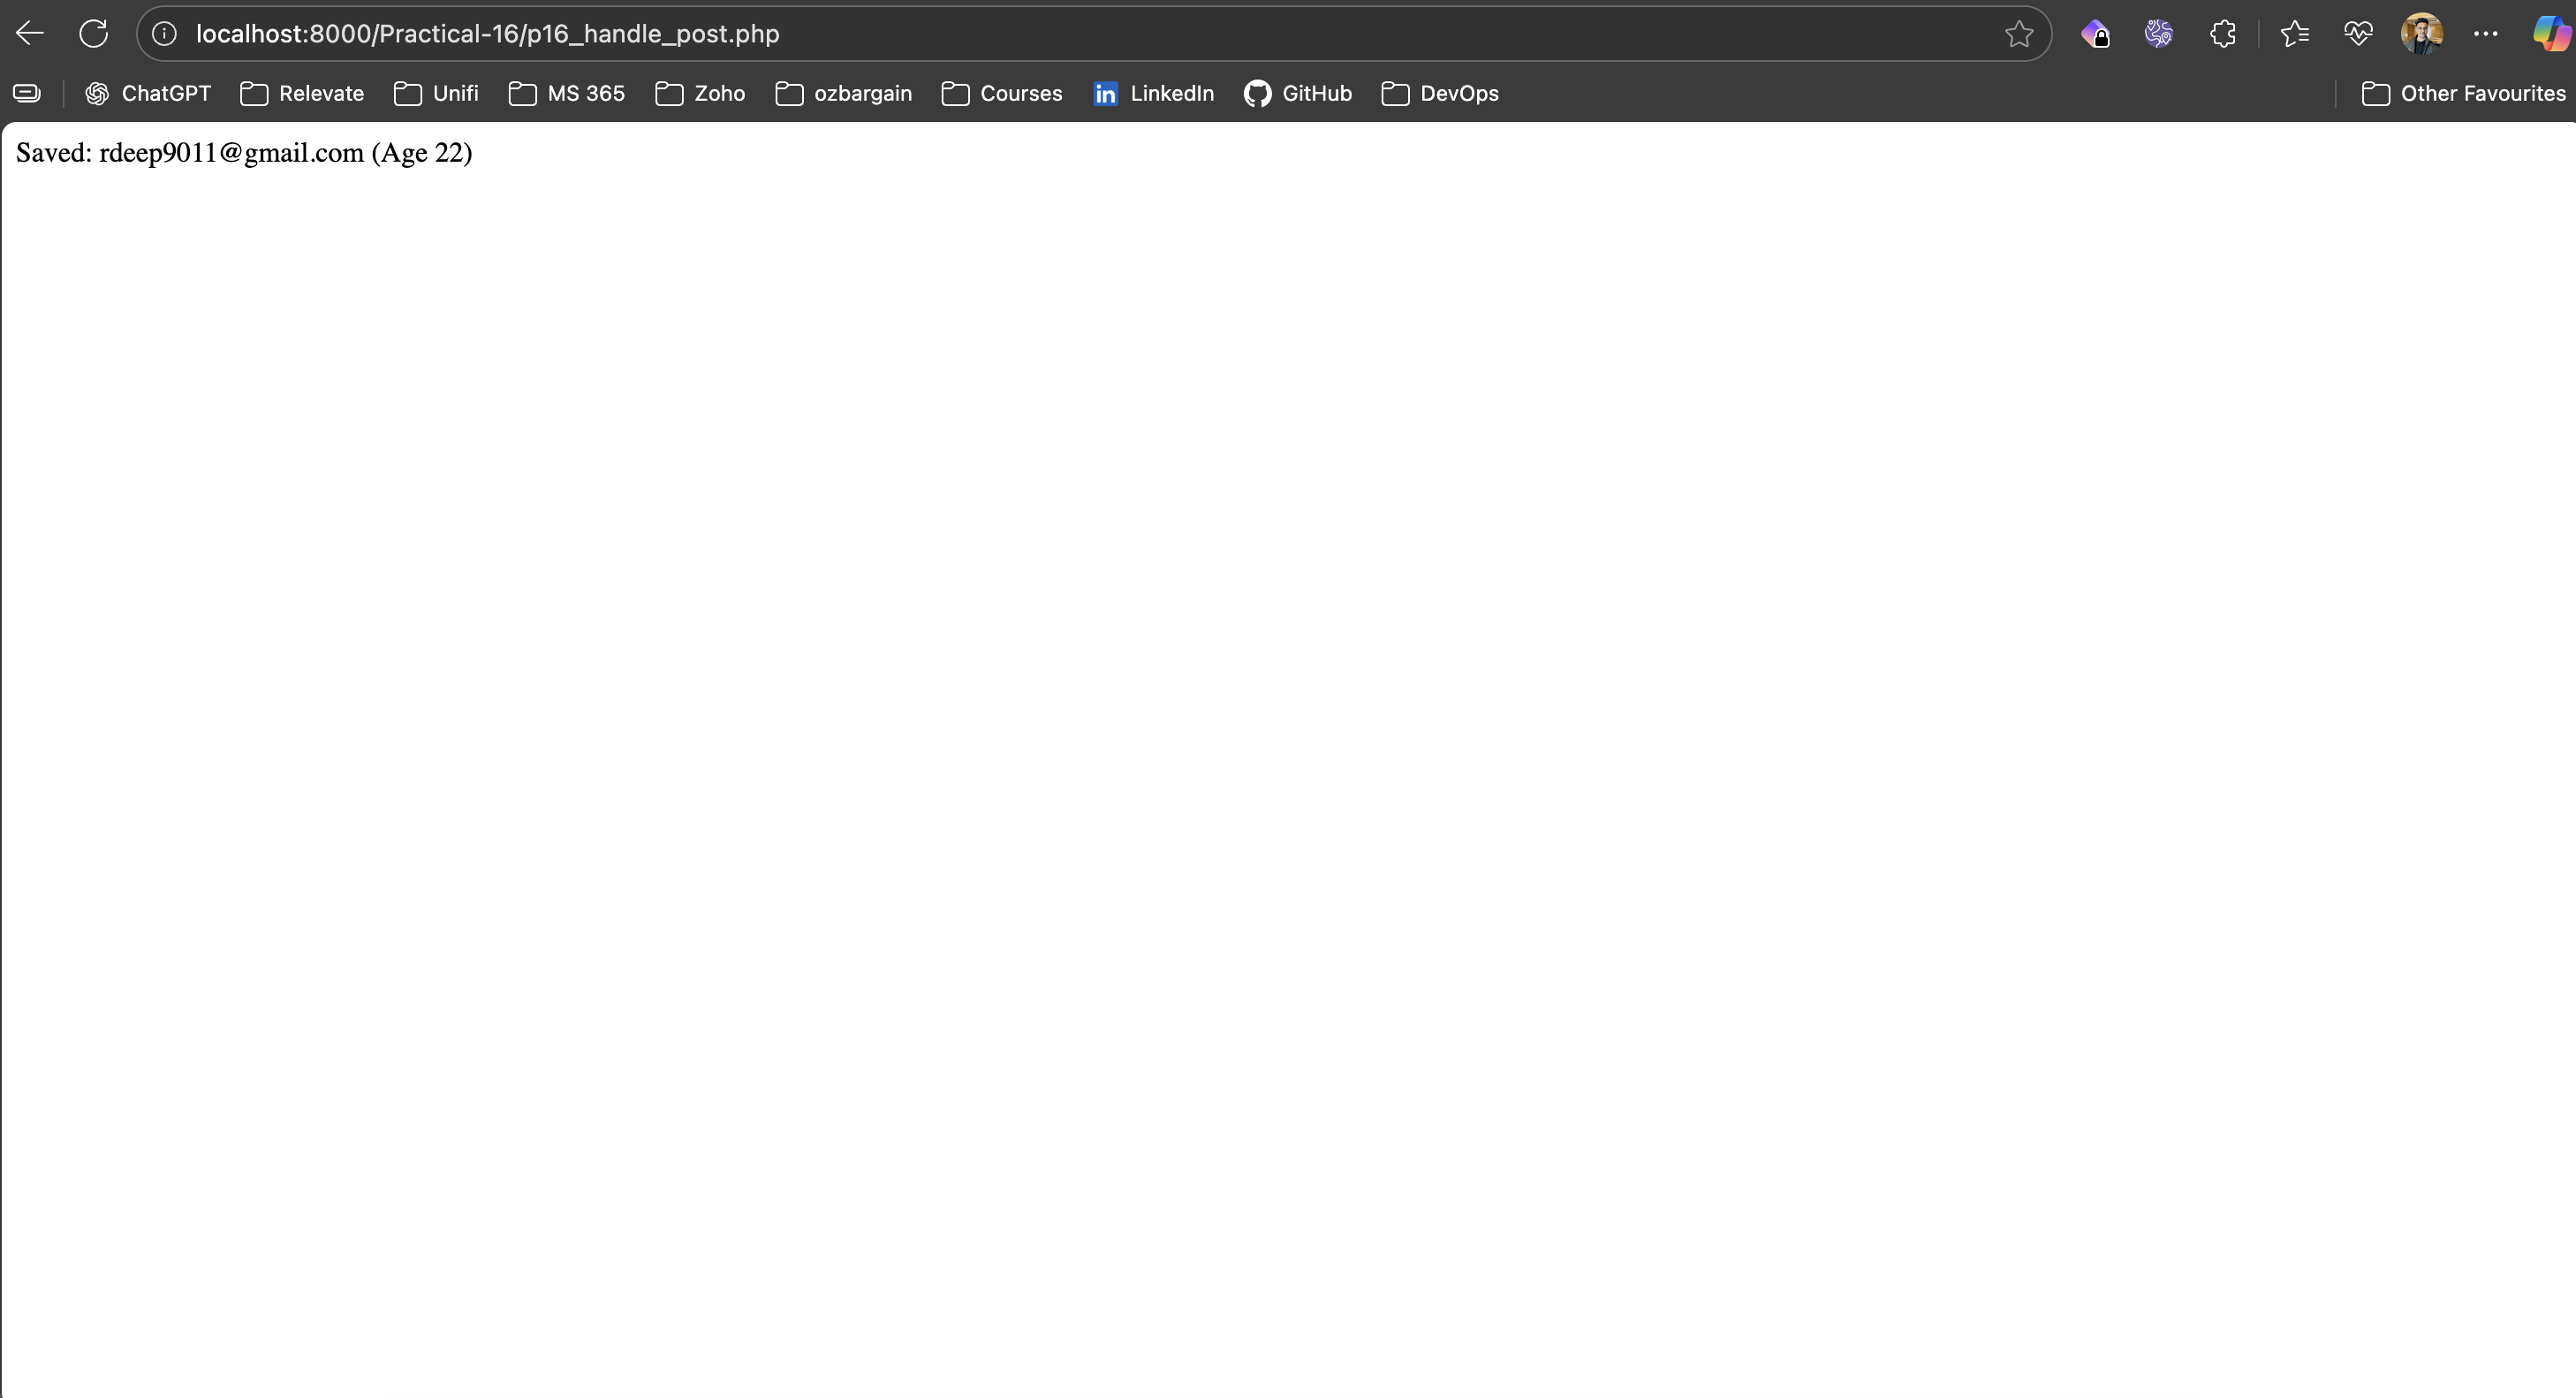 localhost:8000/Practical-16/p16_handle_post.php
ChatGPT Relevate Unifi MS 365 Zoho ozbargain Courses LinkedIn GitHub DevOps Other Favourites
Saved: rdeep9011@gmail.com (Age 22)